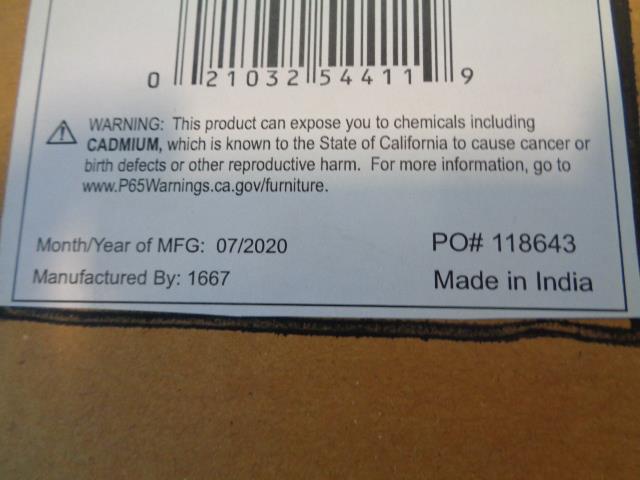 0 21032 54411 9
WARNING: This product can expose you to chemicals including
CADMIUM, which is known to the State of California to cause cancer or
birth defects or other reproductive harm. For more information, go to
www.P65Warnings.ca.gov/furniture.
Month/Year of MFG: 07/2020 PO# 118643
Manufactured By: 1667 Made in India